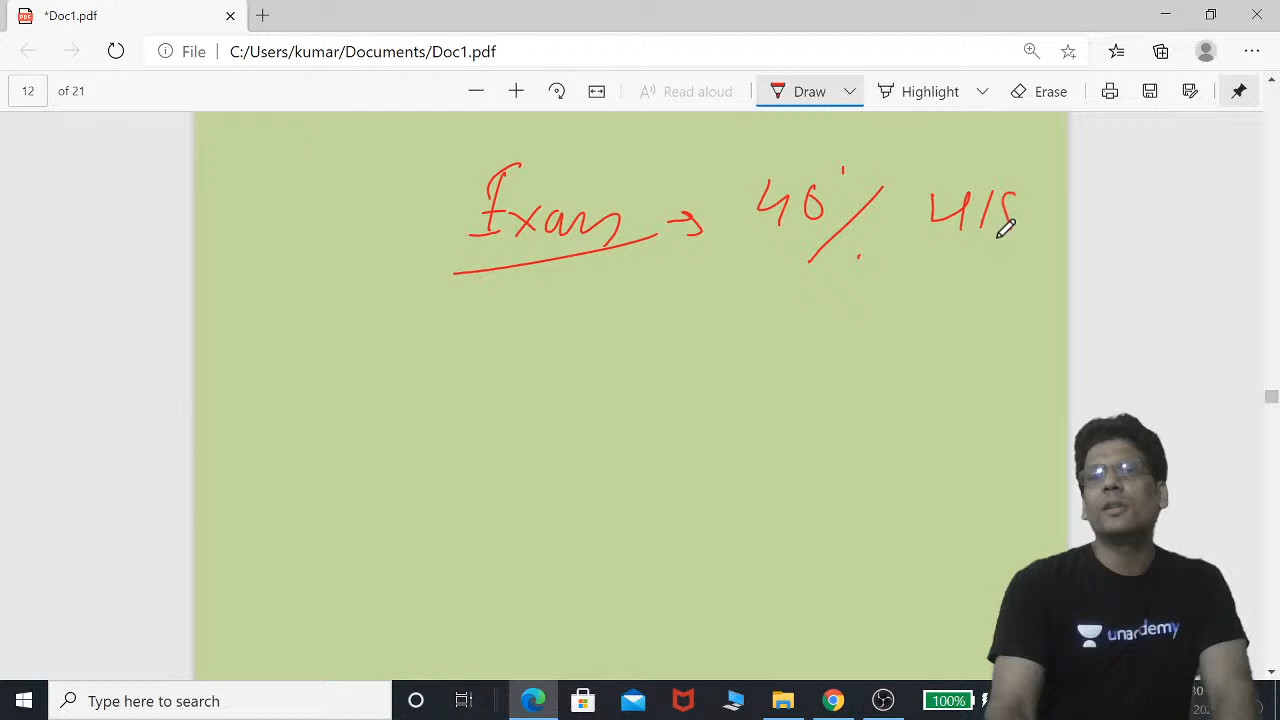 *Doc1.pdf
File C:/Users/kumar/Documents/Doc1.pdf
12 of 21 Read aloud Draw Highlight Erase
Exam → 40%
unacademy
Type here to search 100%